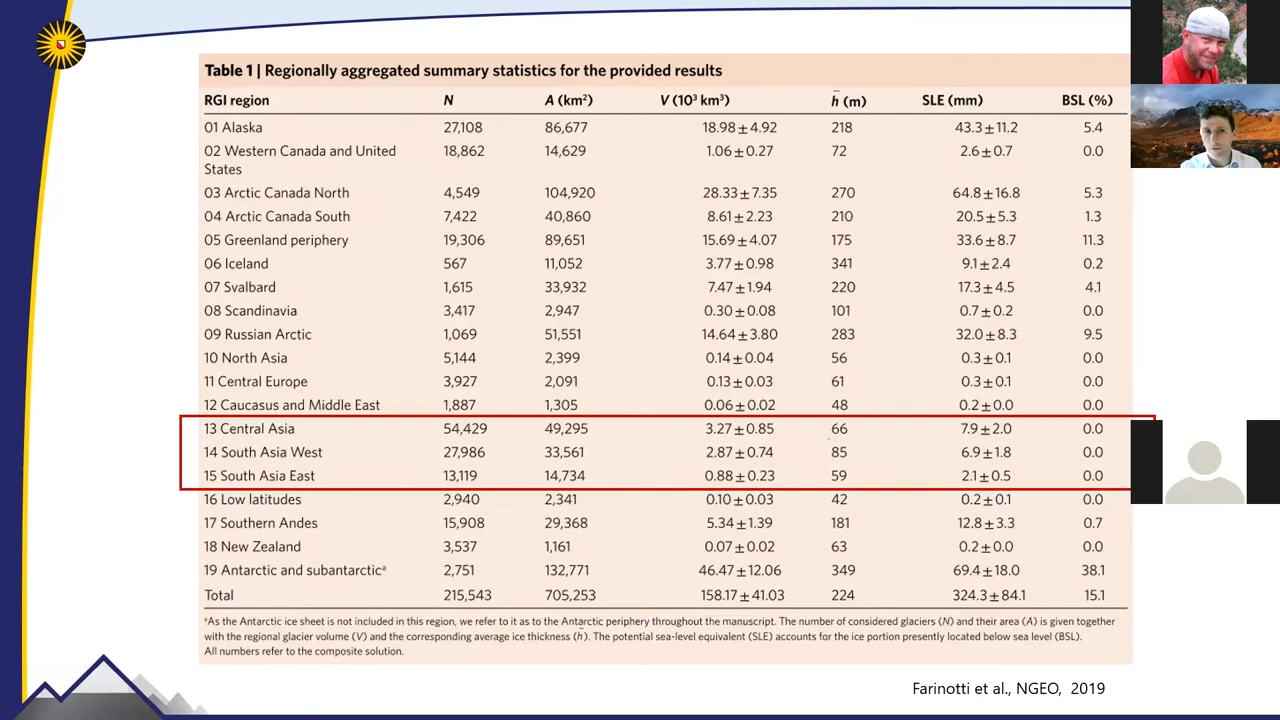 Table 1 | Regionally aggregated summary statistics for the provided results
RGI region N A (km²) V (10³ km³) h̄ (m) SLE (mm) BSL (%)
01 Alaska 27,108 86,677 18.98±4.92 218 43.3±11.2 5.4
02 Western Canada and United 18,862 14,629 1.06±0.27 72 2.6±0.7 0.0
States
03 Arctic Canada North 4,549 104,920 28.33±7.35 270 64.8±16.8 5.3
04 Arctic Canada South 7,422 40,860 8.61±2.23 210 20.5±5.3 1.3
05 Greenland periphery 19,306 89,651 15.69±4.07 175 33.6±8.7 11.3
06 Iceland 567 11,052 3.77±0.98 341 9.1±2.4 0.2
07 Svalbard 1,615 33,932 7.47±1.94 220 17.3±4.5 4.1
08 Scandinavia 3,417 2,947 0.30±0.08 101 0.7±0.2 0.0
09 Russian Arctic 1,069 51,551 14.64±3.80 283 32.0±8.3 9.5
10 North Asia 5,144 2,399 0.14±0.04 56 0.3±0.1 0.0
11 Central Europe 3,927 2,091 0.13±0.03 61 0.3±0.1 0.0
12 Caucasus and Middle East 1,887 1,305 0.06±0.02 48 0.2±0.0 0.0
13 Central Asia 54,429 49,295 3.27±0.85 66 7.9±2.0 0.0
14 South Asia West 27,986 33,561 2.87±0.74 85 6.9±1.8 0.0
15 South Asia East 13,119 14,734 0.88±0.23 59 2.1±0.5 0.0
16 Low latitudes 2,940 2,341 0.10±0.03 42 0.2±0.1 0.0
17 Southern Andes 15,908 29,368 5.34±1.39 181 12.8±3.3 0.7
18 New Zealand 3,537 1,161 0.07±0.02 63 0.2±0.0 0.0
19 Antarctic and subantarcticᵃ 2,751 132,771 46.47±12.06 349 69.4±18.0 38.1
Total 215,543 705,253 158.17±41.03 224 324.3±84.1 15.1
ᵃAs the Antarctic ice sheet is not included in this region, we refer to it as to the Antarctic periphery throughout the manuscript. The number of considered glaciers (N) and their area (A) is given together
with the regional glacier volume (V) and the corresponding average ice thickness (h̄). The potential sea-level equivalent (SLE) accounts for the ice portion presently located below sea level (BSL).
All numbers refer to the composite solution.
Farinotti et al., NGEO, 2019